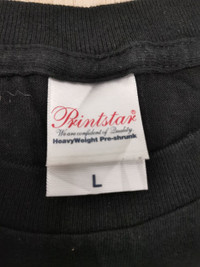 Printstar®
We are confident of Quality.
HeavyWeight Pre-shrunk
L